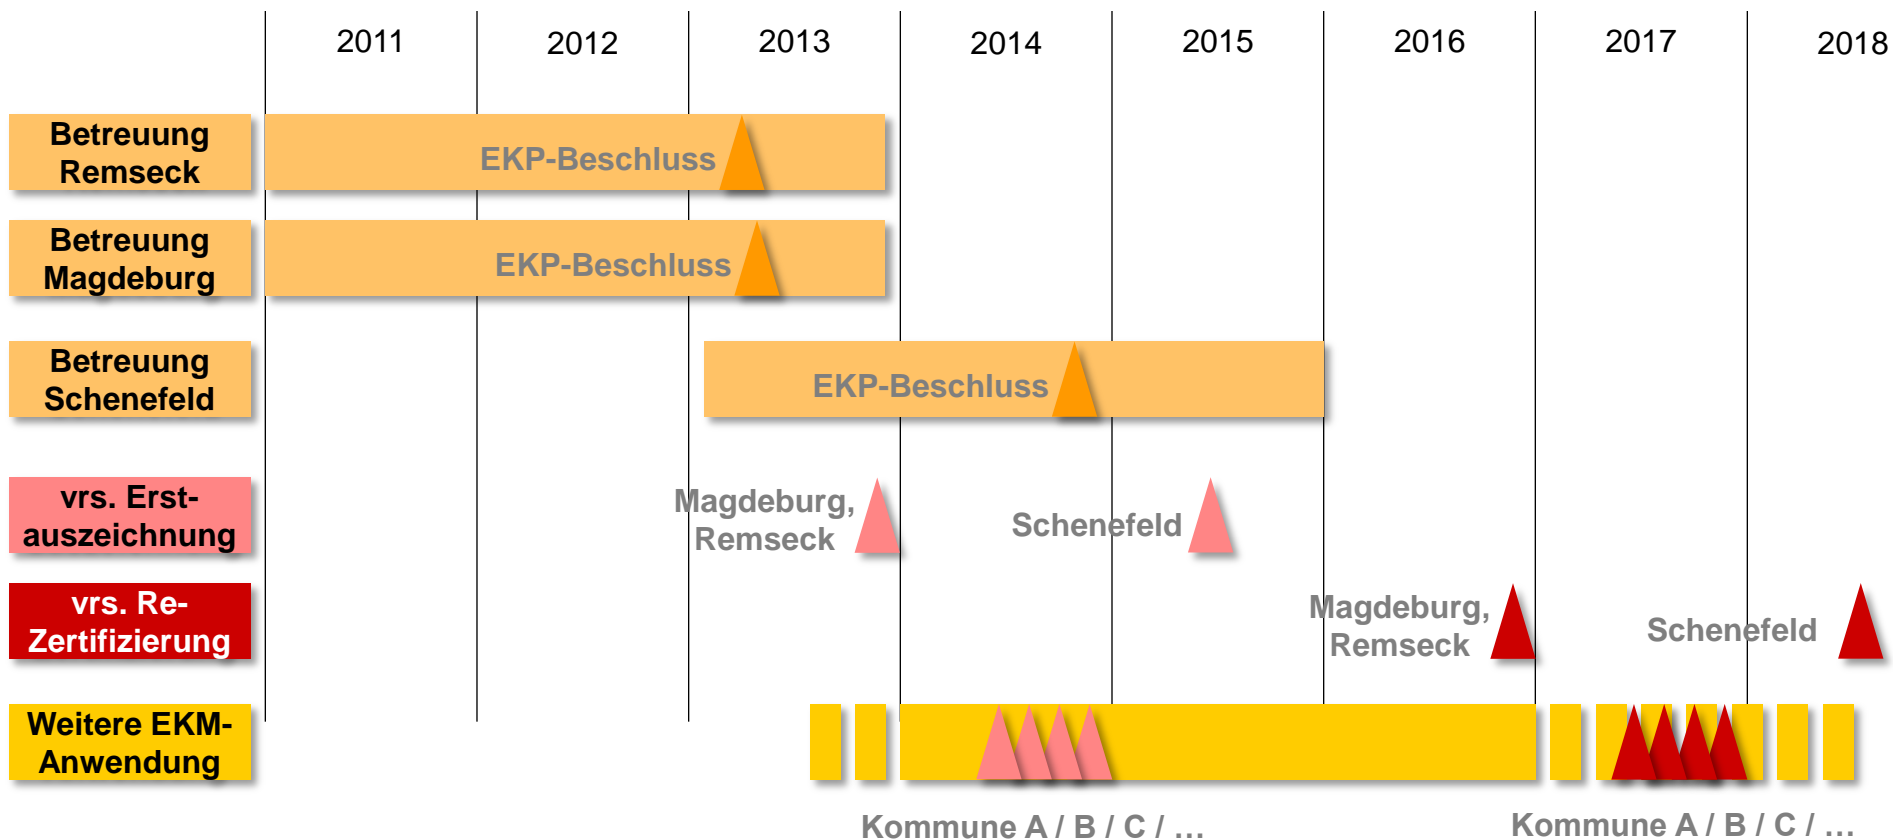 2011
2012
2013
2014
2015
2016
2017
2018
Betreuung
Remseck
EKP-Beschluss
Betreuung
Magdeburg
EKP-Beschluss
Betreuung
Schenefeld
EKP-Beschluss
vrs. Erst-
auszeichnung
Magdeburg,
Remseck
Schenefeld
vrs. Re-
Zertifizierung
Magdeburg,
Remseck
Schenefeld
Weitere EKM-
Anwendung
Kommune A / B / C / ...
Kommune A / B / C / ...